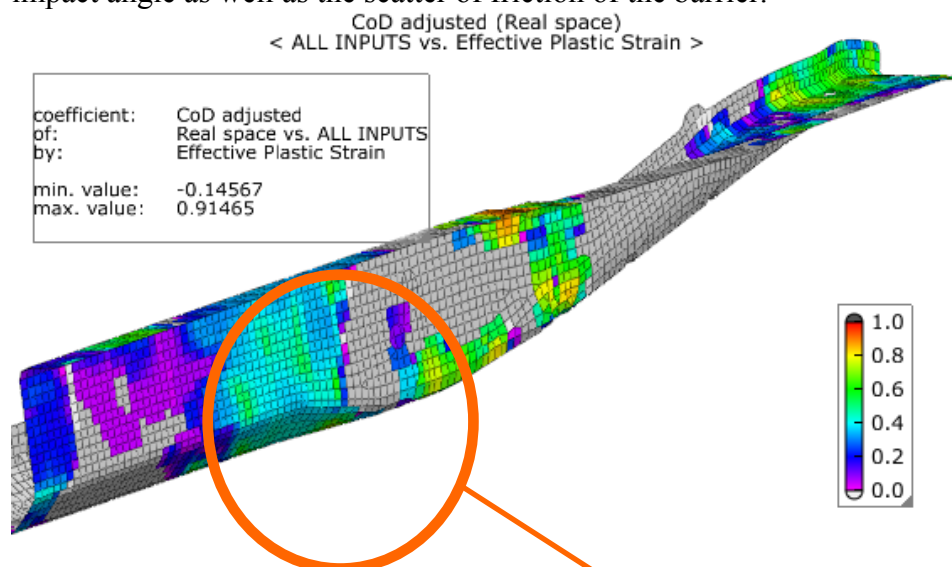 impact angle as well as the scatter of friction of the barrier.
CoD adjusted (Real space)
< ALL INPUTS vs. Effective Plastic Strain >
coefficient: CoD adjusted
of: Real space vs. ALL INPUTS
by: Effective Plastic Strain
min. value: -0.14567
max. value: 0.91465
1.0
0.8
0.6
0.4
0.2
0.0